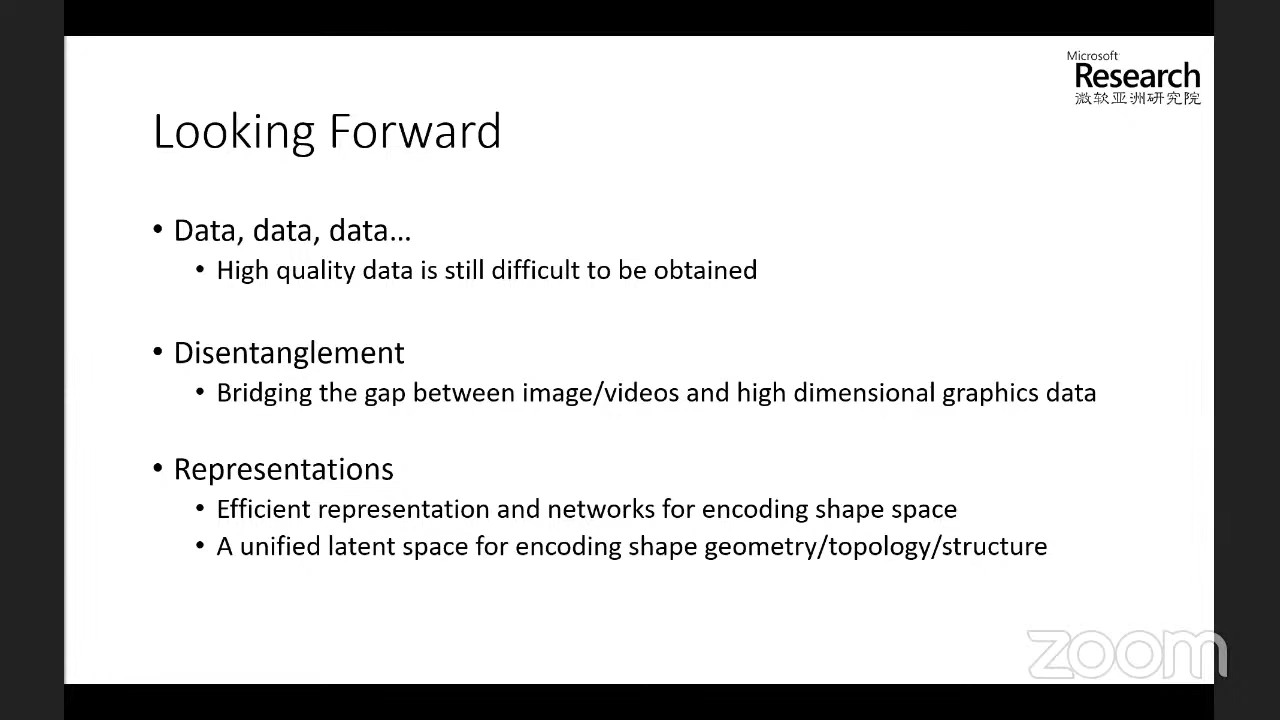 Microsoft
Research
微软亚洲研究院
Looking Forward
• Data, data, data...
• High quality data is still difficult to be obtained
• Disentanglement
• Bridging the gap between image/videos and high dimensional graphics data
• Representations
• Efficient representation and networks for encoding shape space
• A unified latent space for encoding shape geometry/topology/structure
zoom